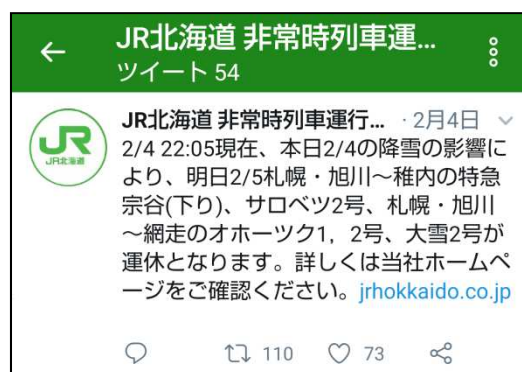 JR北海道 非常時列車運...
ツイート 54
JR北海道 非常時列車運行... ・2月4日
2/4 22:05現在、本日2/4の降雪の影響に
より、明日2/5札幌・旭川～稚内の特急
宗谷(下り)、サロベツ2号、札幌・旭川
～網走のオホーツク1，2号、大雪2号が
運休となります。詳しくは当社ホームペ
ージをご確認ください。jrhokkaido.co.jp
JR
JR北海道
110 73